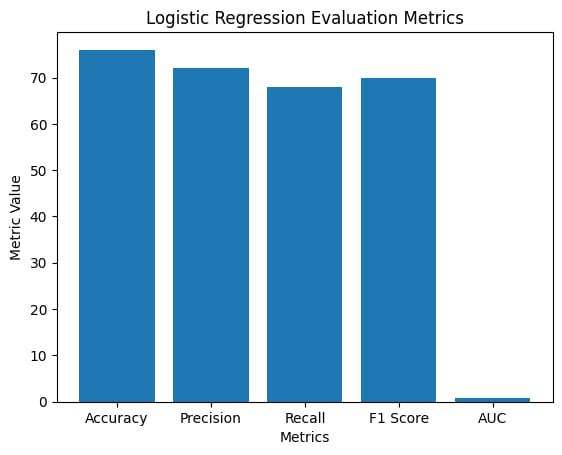 Logistic Regression Evaluation Metrics
Metric Value
70
60
50
40
30
20
10
0
Accuracy Precision Recall F1 Score AUC
Metrics